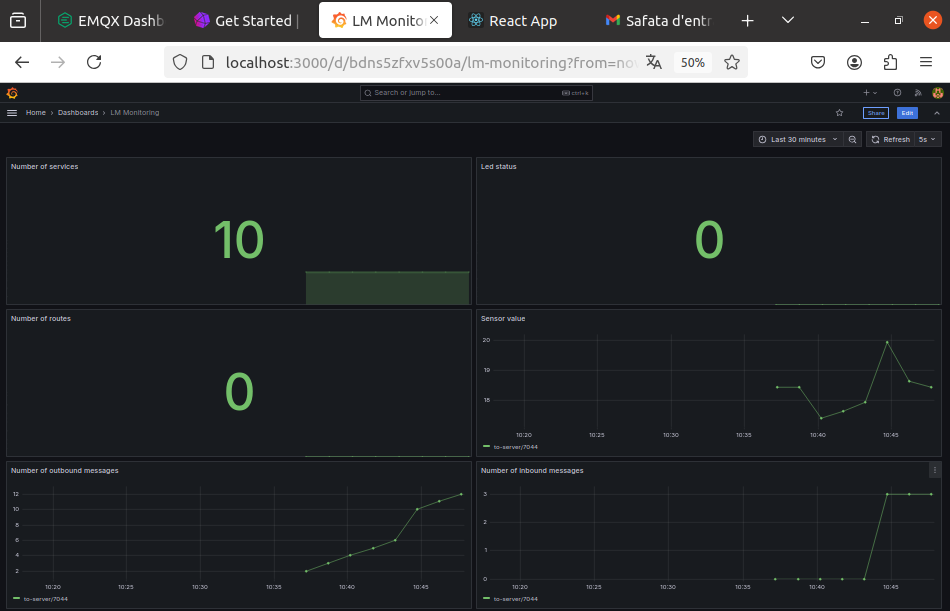 EMQX Dashb
Get Started |
LM Monito
React App
Safata d'entr
localhost:3000/d/bdns5zfxv5s00a/lm-monitoring?from=nov
50%
Search or jump to...
ctrl+k
Home › Dashboards › LM Monitoring
Share
Edit
Last 30 minutes
Refresh
5s
Number of services
10
Led status
0
Number of routes
0
Sensor value
20
19
18
10:20 10:25 10:30 10:35 10:40 10:45
to-server/7044
Number of outbound messages
12
10
8
6
4
2
10:20 10:25 10:30 10:35 10:40 10:45
to-server/7044
Number of inbound messages
3
2
1
0
10:20 10:25 10:30 10:35 10:40 10:45
to-server/7044